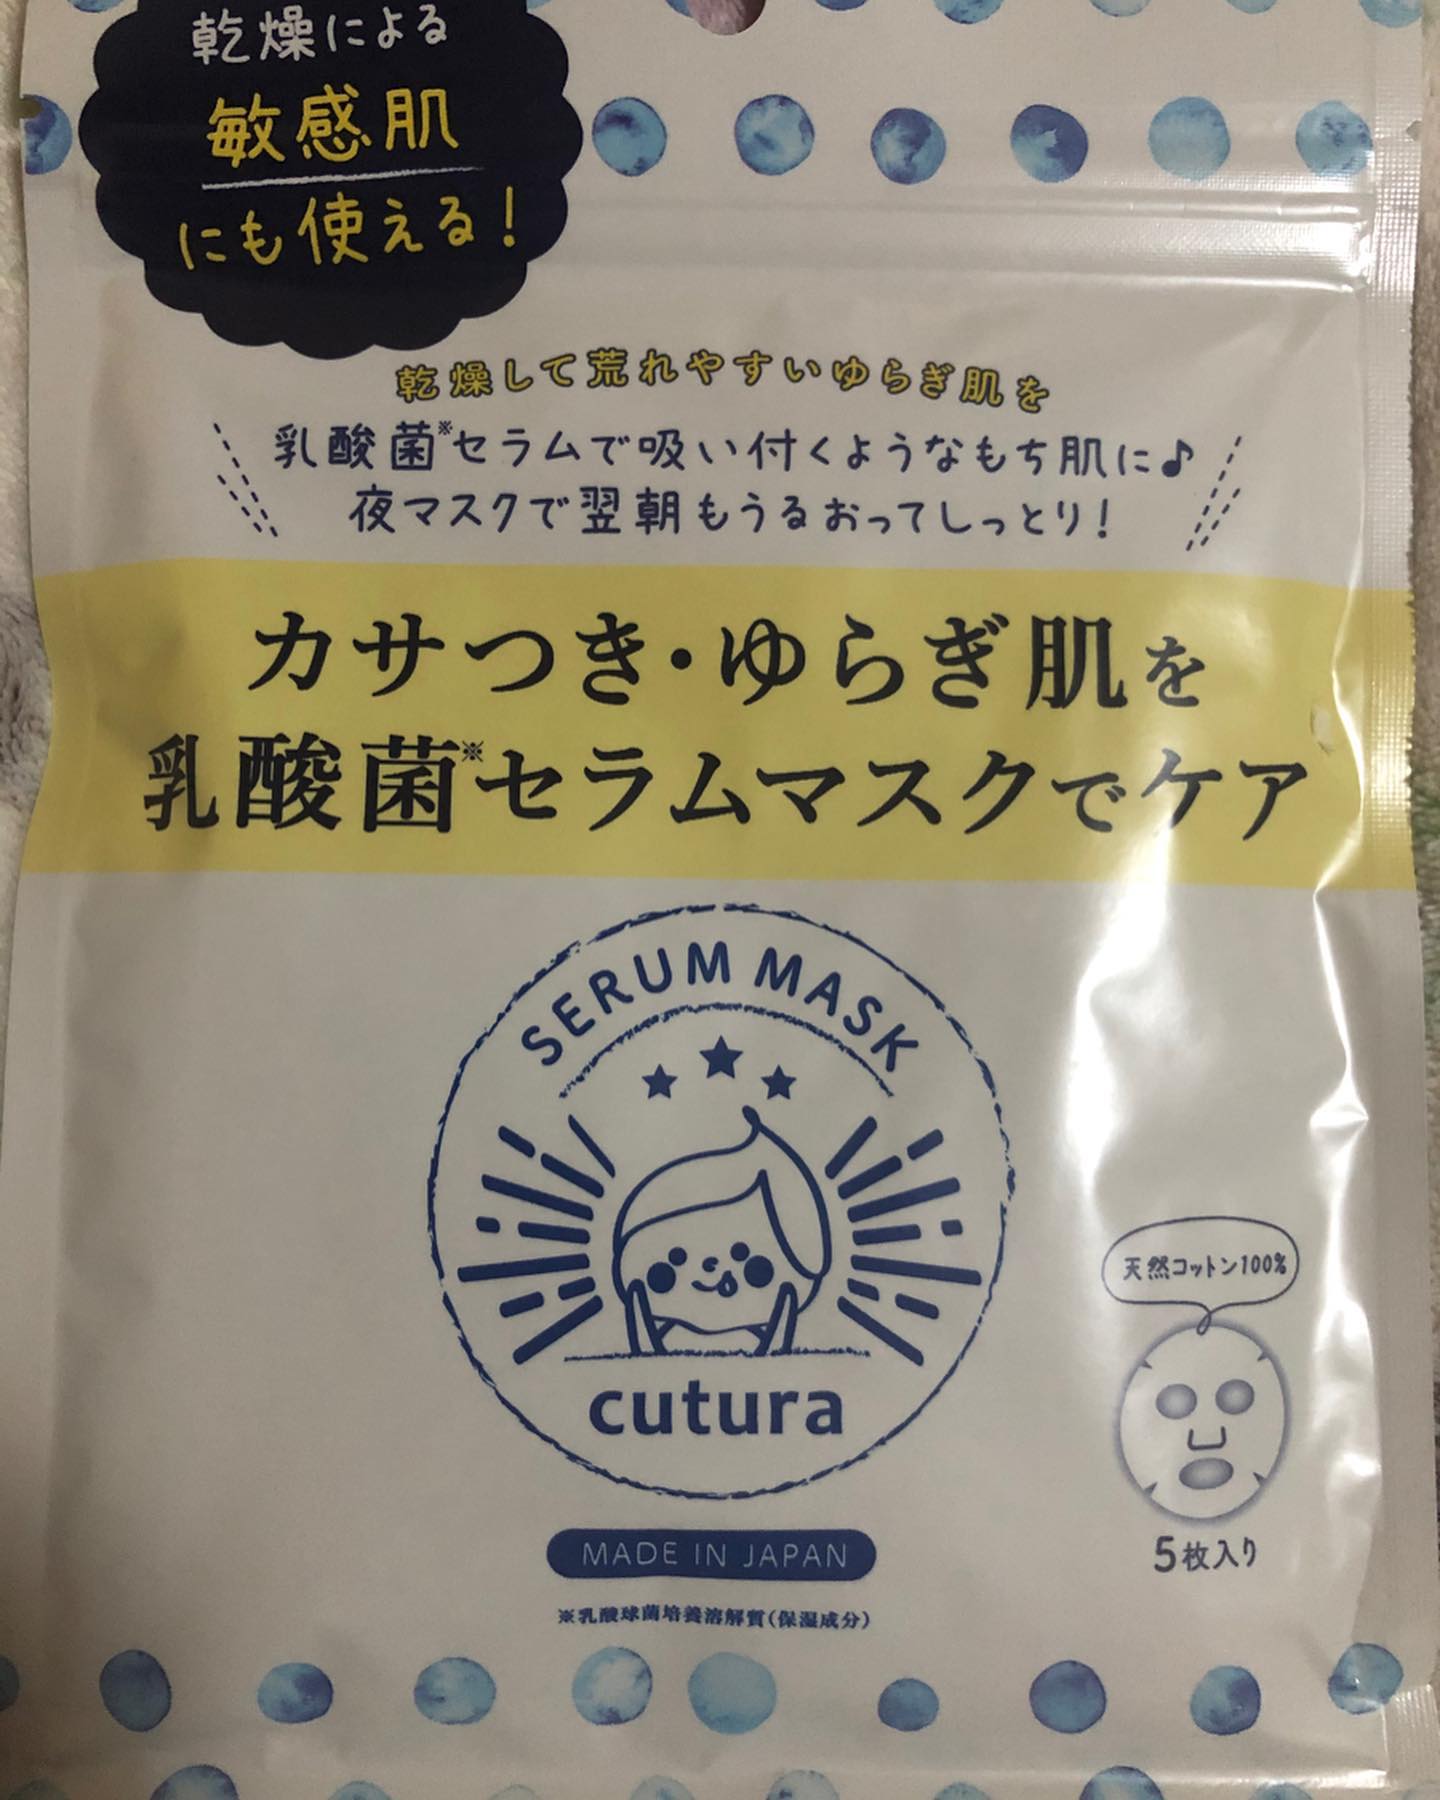 乾燥による
敏感肌
にも使える!
乾燥して荒れやすいゆらぎ肌を
乳酸菌※セラムで吸い付くようなもち肌に♪
夜マスクで翌朝もうるおってしっとり!
カサつき・ゆらぎ肌を
乳酸菌※セラムマスクでケア
SERUM MASK
cutura
天然コットン100%
5枚入り
MADE IN JAPAN
※乳酸球菌培養溶解質(保湿成分)